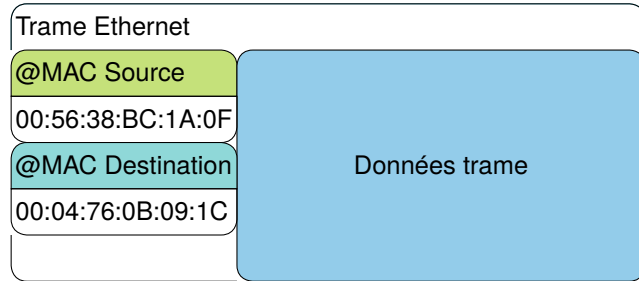 Trame Ethernet
@MAC Source
00:56:38:BC:1A:0F
@MAC Destination
Données trame
00:04:76:0B:09:1C